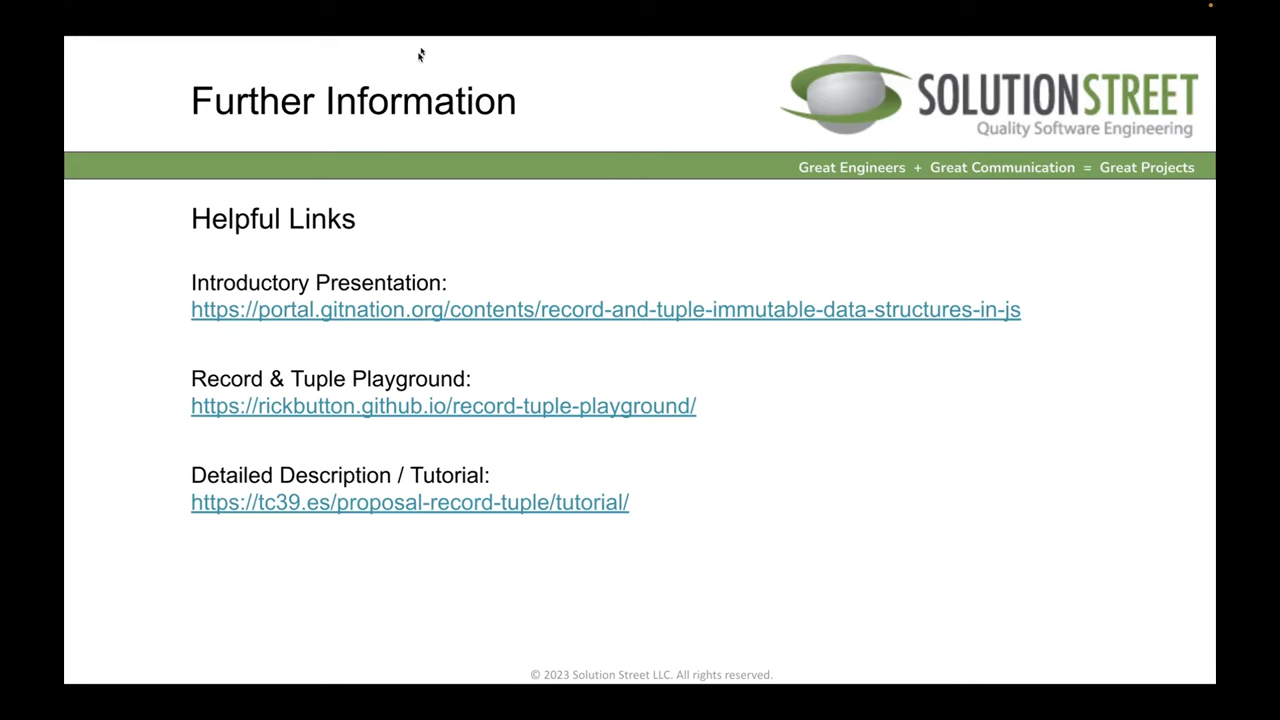 Further Information
SOLUTIONSTREET
Quality Software Engineering
Great Engineers + Great Communication = Great Projects
Helpful Links
Introductory Presentation:
https://portal.gitnation.org/contents/record-and-tuple-immutable-data-structures-in-js
Record & Tuple Playground:
https://rickbutton.github.io/record-tuple-playground/
Detailed Description / Tutorial:
https://tc39.es/proposal-record-tuple/tutorial/
© 2023 Solution Street LLC. All rights reserved.